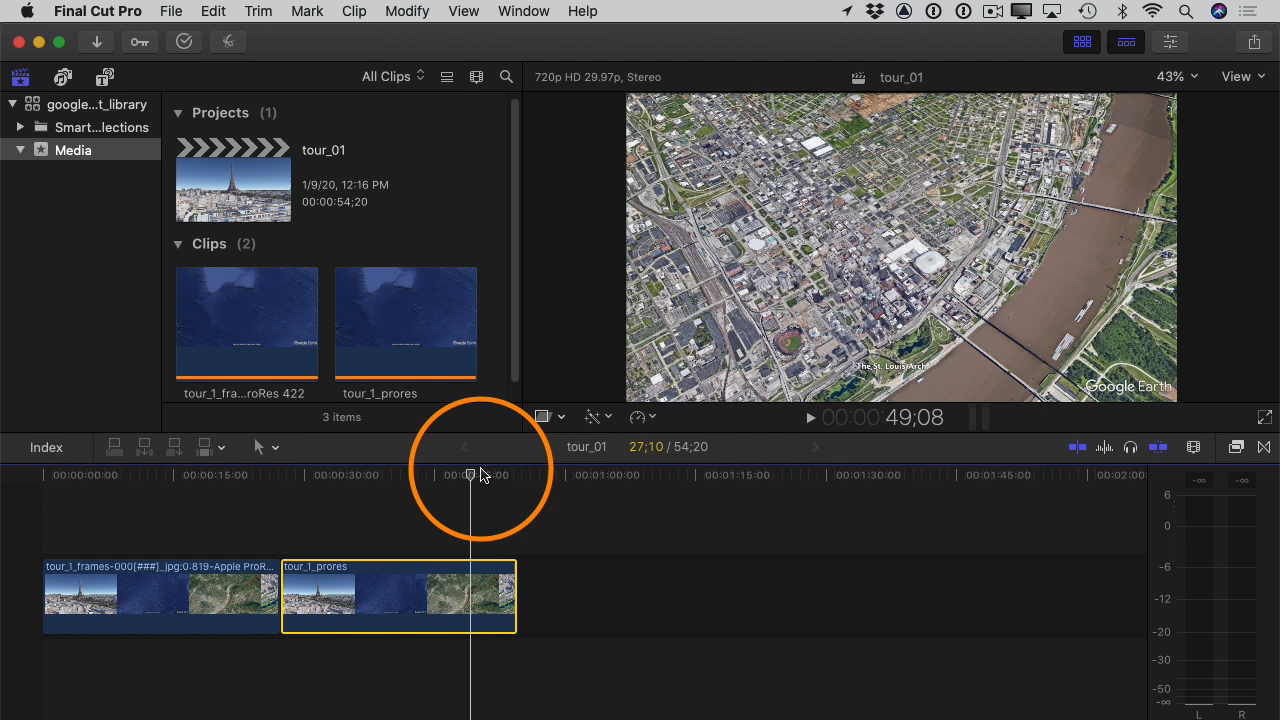 Final Cut Pro File Edit Trim Mark Clip Modify View Window Help
All Clips
720p HD 29.97p, Stereo
tour_01
43%
View
google...t_library
Smart...lections
Media
Projects (1)
tour_01
1/9/20, 12:16 PM
00:00:54;20
Clips (2)
tour_1_fra...roRes 422
tour_1_prores
3 items
The St. Louis Arch
Google Earth
00:00:49;08
Index
tour_01
27;10 / 54;20
00:00:00:00 00:00:15:00 00:00:30:00 00:01:00:00 00:01:15:00 00:01:30:00 00:01:45:00 00:02:00
tour_1_frames-000[###]_jpg:0:819-Apple ProR...
tour_1_prores
-∞ -∞
6
0
-6
-12
-20
-30
-50
-∞
L R